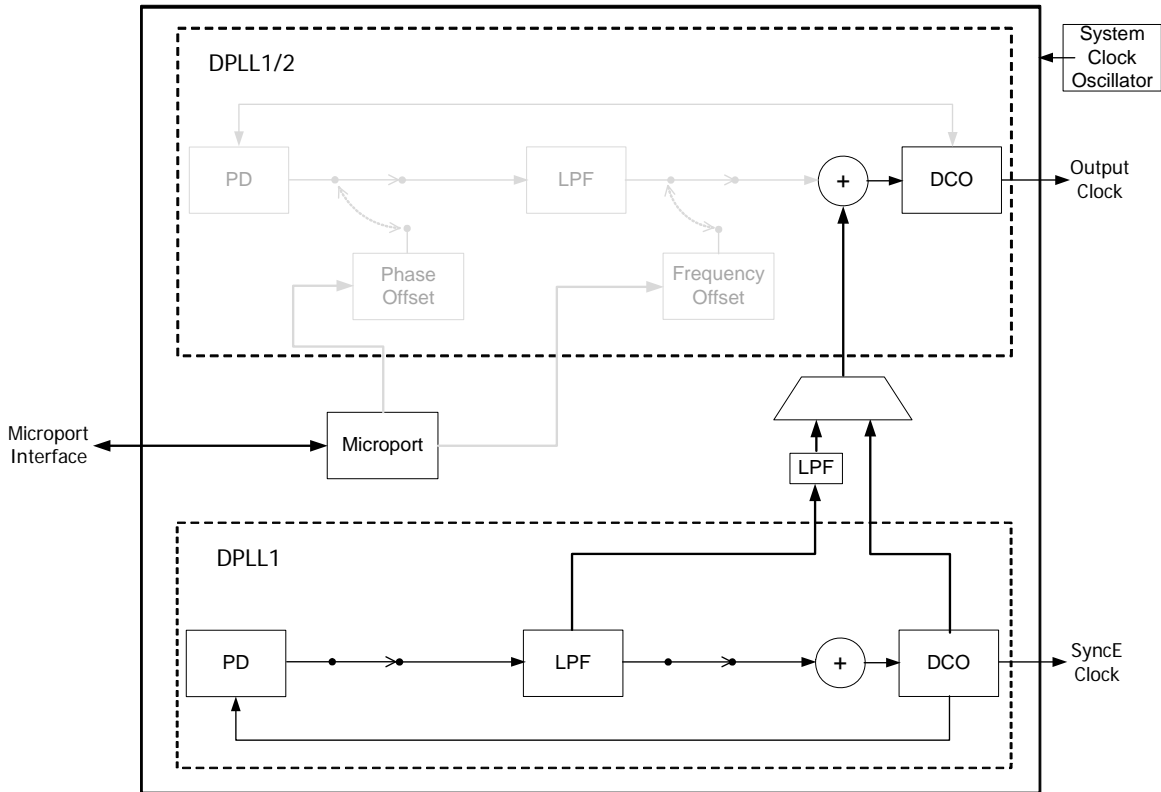 System
Clock
Oscillator
DPLL1/2
PD
LPF
+
DCO
Output
Clock
Phase
Offset
Frequency
Offset
Microport
Interface
Microport
LPF
DPLL1
PD
LPF
+
DCO
SyncE
Clock